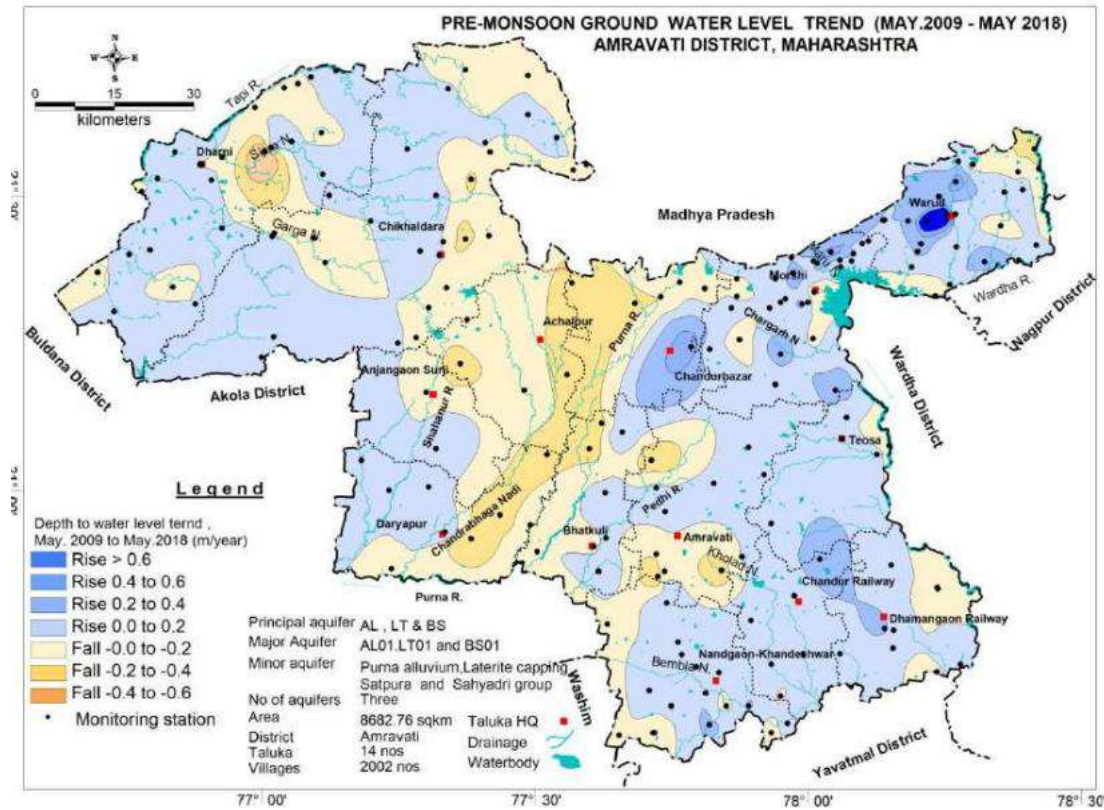 PRE-MONSOON GROUND WATER LEVEL TREND (MAY.2009 - MAY 2018)
AMRAVATI DISTRICT, MAHARASHTRA
N
W E
S
0 15 30
kilometers
Tapi R.
Dharni
Garga N.
Chikhaldara
21° 30'
Madhya Pradesh
Warud
Morshi
Wardha R.
Nagpur District
Wardha District
Buldana District
Akola District
Achalpur
Purna R.
Chargarh N
Chandurbazar
Anjangaon Surji
Shahanur R.
Teosa
Daryapur
Chandrabhaga Nadi
Pedhi R.
Bhatkuli
Amravati
Kholad N.
Chandur Railway
Dhamangaon Railway
Nandgaon-Khandeshwar
Bembla N.
Purna R.
Washim
Yavatmal District
Legend
Depth to water level ternd ,
May. 2009 to May.2018 (m/year)
Rise > 0.6
Rise 0.4 to 0.6
Rise 0.2 to 0.4
Rise 0.0 to 0.2
Fall -0.0 to -0.2
Fall -0.2 to -0.4
Fall -0.4 to -0.6
Monitoring station
Principal aquifer AL , LT & BS
Major Aquifer AL01.LT01 and BS01
Minor aquifer Purna alluvium,Laterite capping,
Satpura and Sahyadri group
No of aquifers Three
Area 8682.76 sqkm
District Amravati
Taluka 14 nos
Villages 2002 nos
Taluka HQ
Drainage
Waterbody
77° 00' 77° 30' 78° 00' 78° 30'